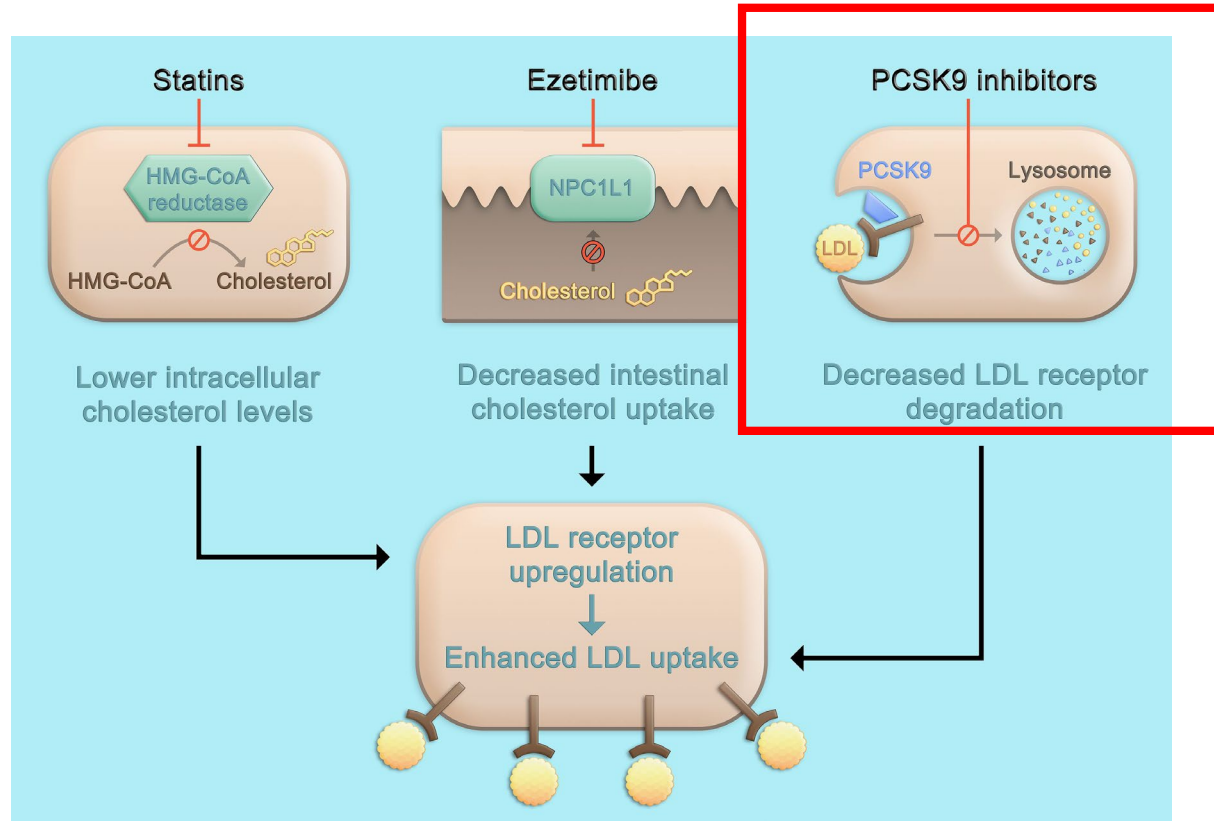 Statins
HMG-CoA
reductase
HMG-CoA
Cholesterol
Lower intracellular
cholesterol levels
Ezetimibe
NPC1L1
Cholesterol
Decreased intestinal
cholesterol uptake
PCSK9 inhibitors
PCSK9
Lysosome
LDL
Decreased LDL receptor
degradation
LDL receptor
upregulation
Enhanced LDL uptake